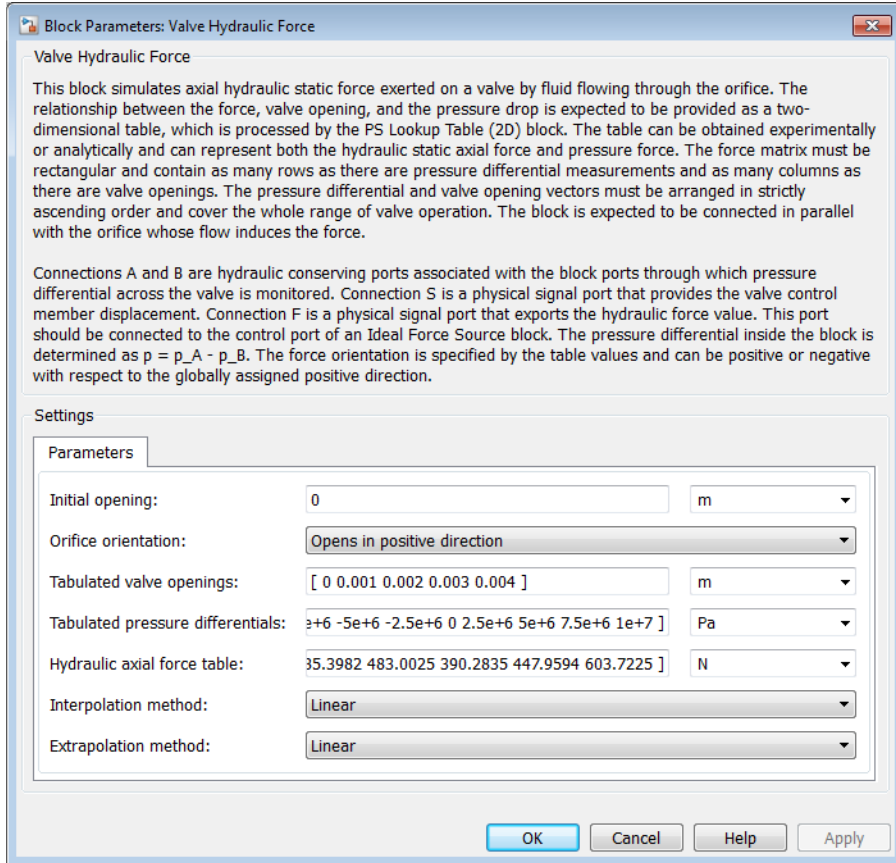 Block Parameters: Valve Hydraulic Force
Valve Hydraulic Force
This block simulates axial hydraulic static force exerted on a valve by fluid flowing through the orifice. The
relationship between the force, valve opening, and the pressure drop is expected to be provided as a two-
dimensional table, which is processed by the PS Lookup Table (2D) block. The table can be obtained experimentally
or analytically and can represent both the hydraulic static axial force and pressure force. The force matrix must be
rectangular and contain as many rows as there are pressure differential measurements and as many columns as
there are valve openings. The pressure differential and valve opening vectors must be arranged in strictly
ascending order and cover the whole range of valve operation. The block is expected to be connected in parallel
with the orifice whose flow induces the force.
Connections A and B are hydraulic conserving ports associated with the block ports through which pressure
differential across the valve is monitored. Connection S is a physical signal port that provides the valve control
member displacement. Connection F is a physical signal port that exports the hydraulic force value. This port
should be connected to the control port of an Ideal Force Source block. The pressure differential inside the block is
determined as p = p_A - p_B. The force orientation is specified by the table values and can be positive or negative
with respect to the globally assigned positive direction.
Settings
Parameters
Initial opening: 0 m
Orifice orientation: Opens in positive direction
Tabulated valve openings: [ 0 0.001 0.002 0.003 0.004 ] m
Tabulated pressure differentials: e+6 -5e+6 -2.5e+6 0 2.5e+6 5e+6 7.5e+6 1e+7 ] Pa
Hydraulic axial force table: 35.3982 483.0025 390.2835 447.9594 603.7225 ] N
Interpolation method: Linear
Extrapolation method: Linear
OK Cancel Help Apply